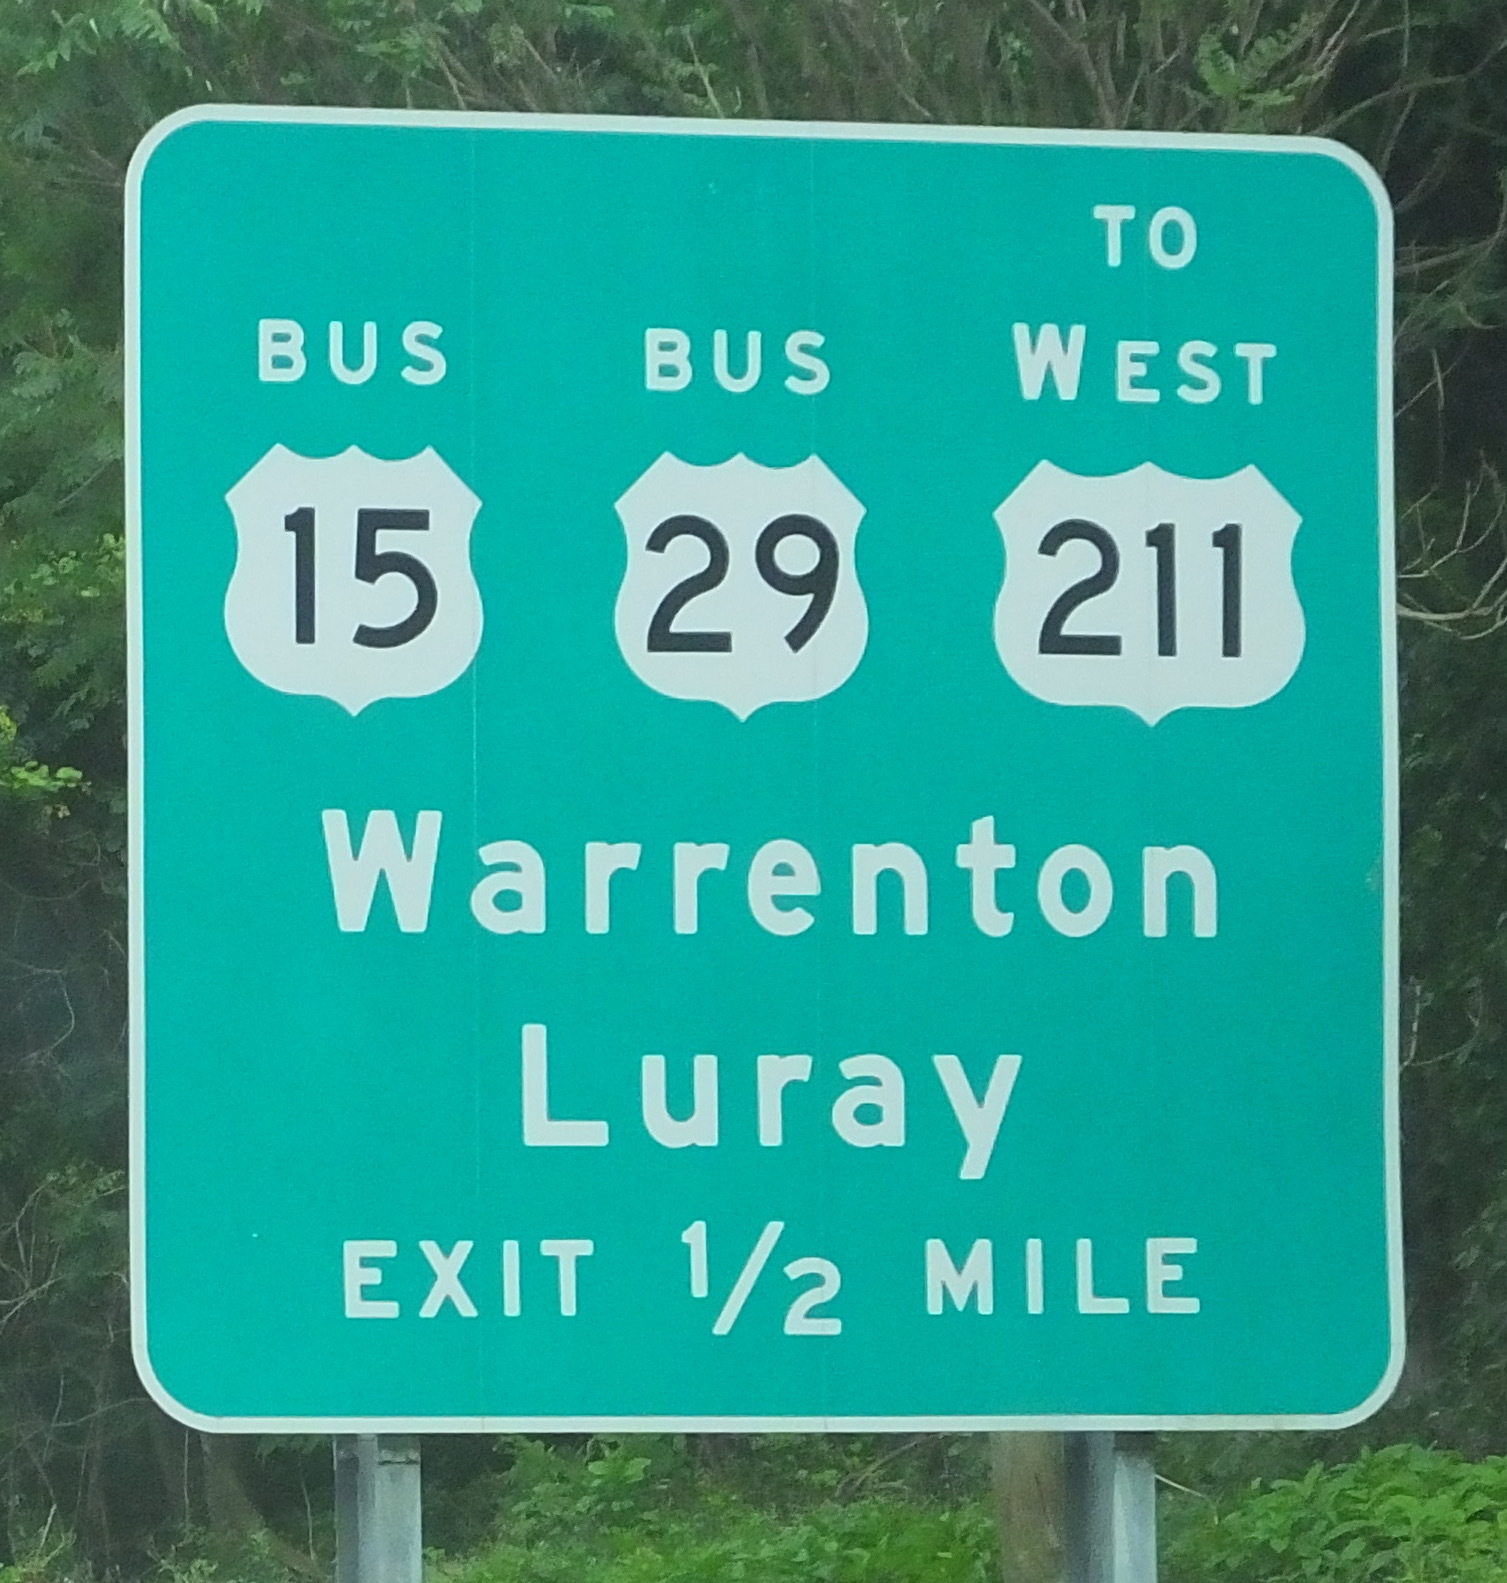 TO
BUS BUS WEST
15 29 211
Warrenton
Luray
EXIT 1/2 MILE